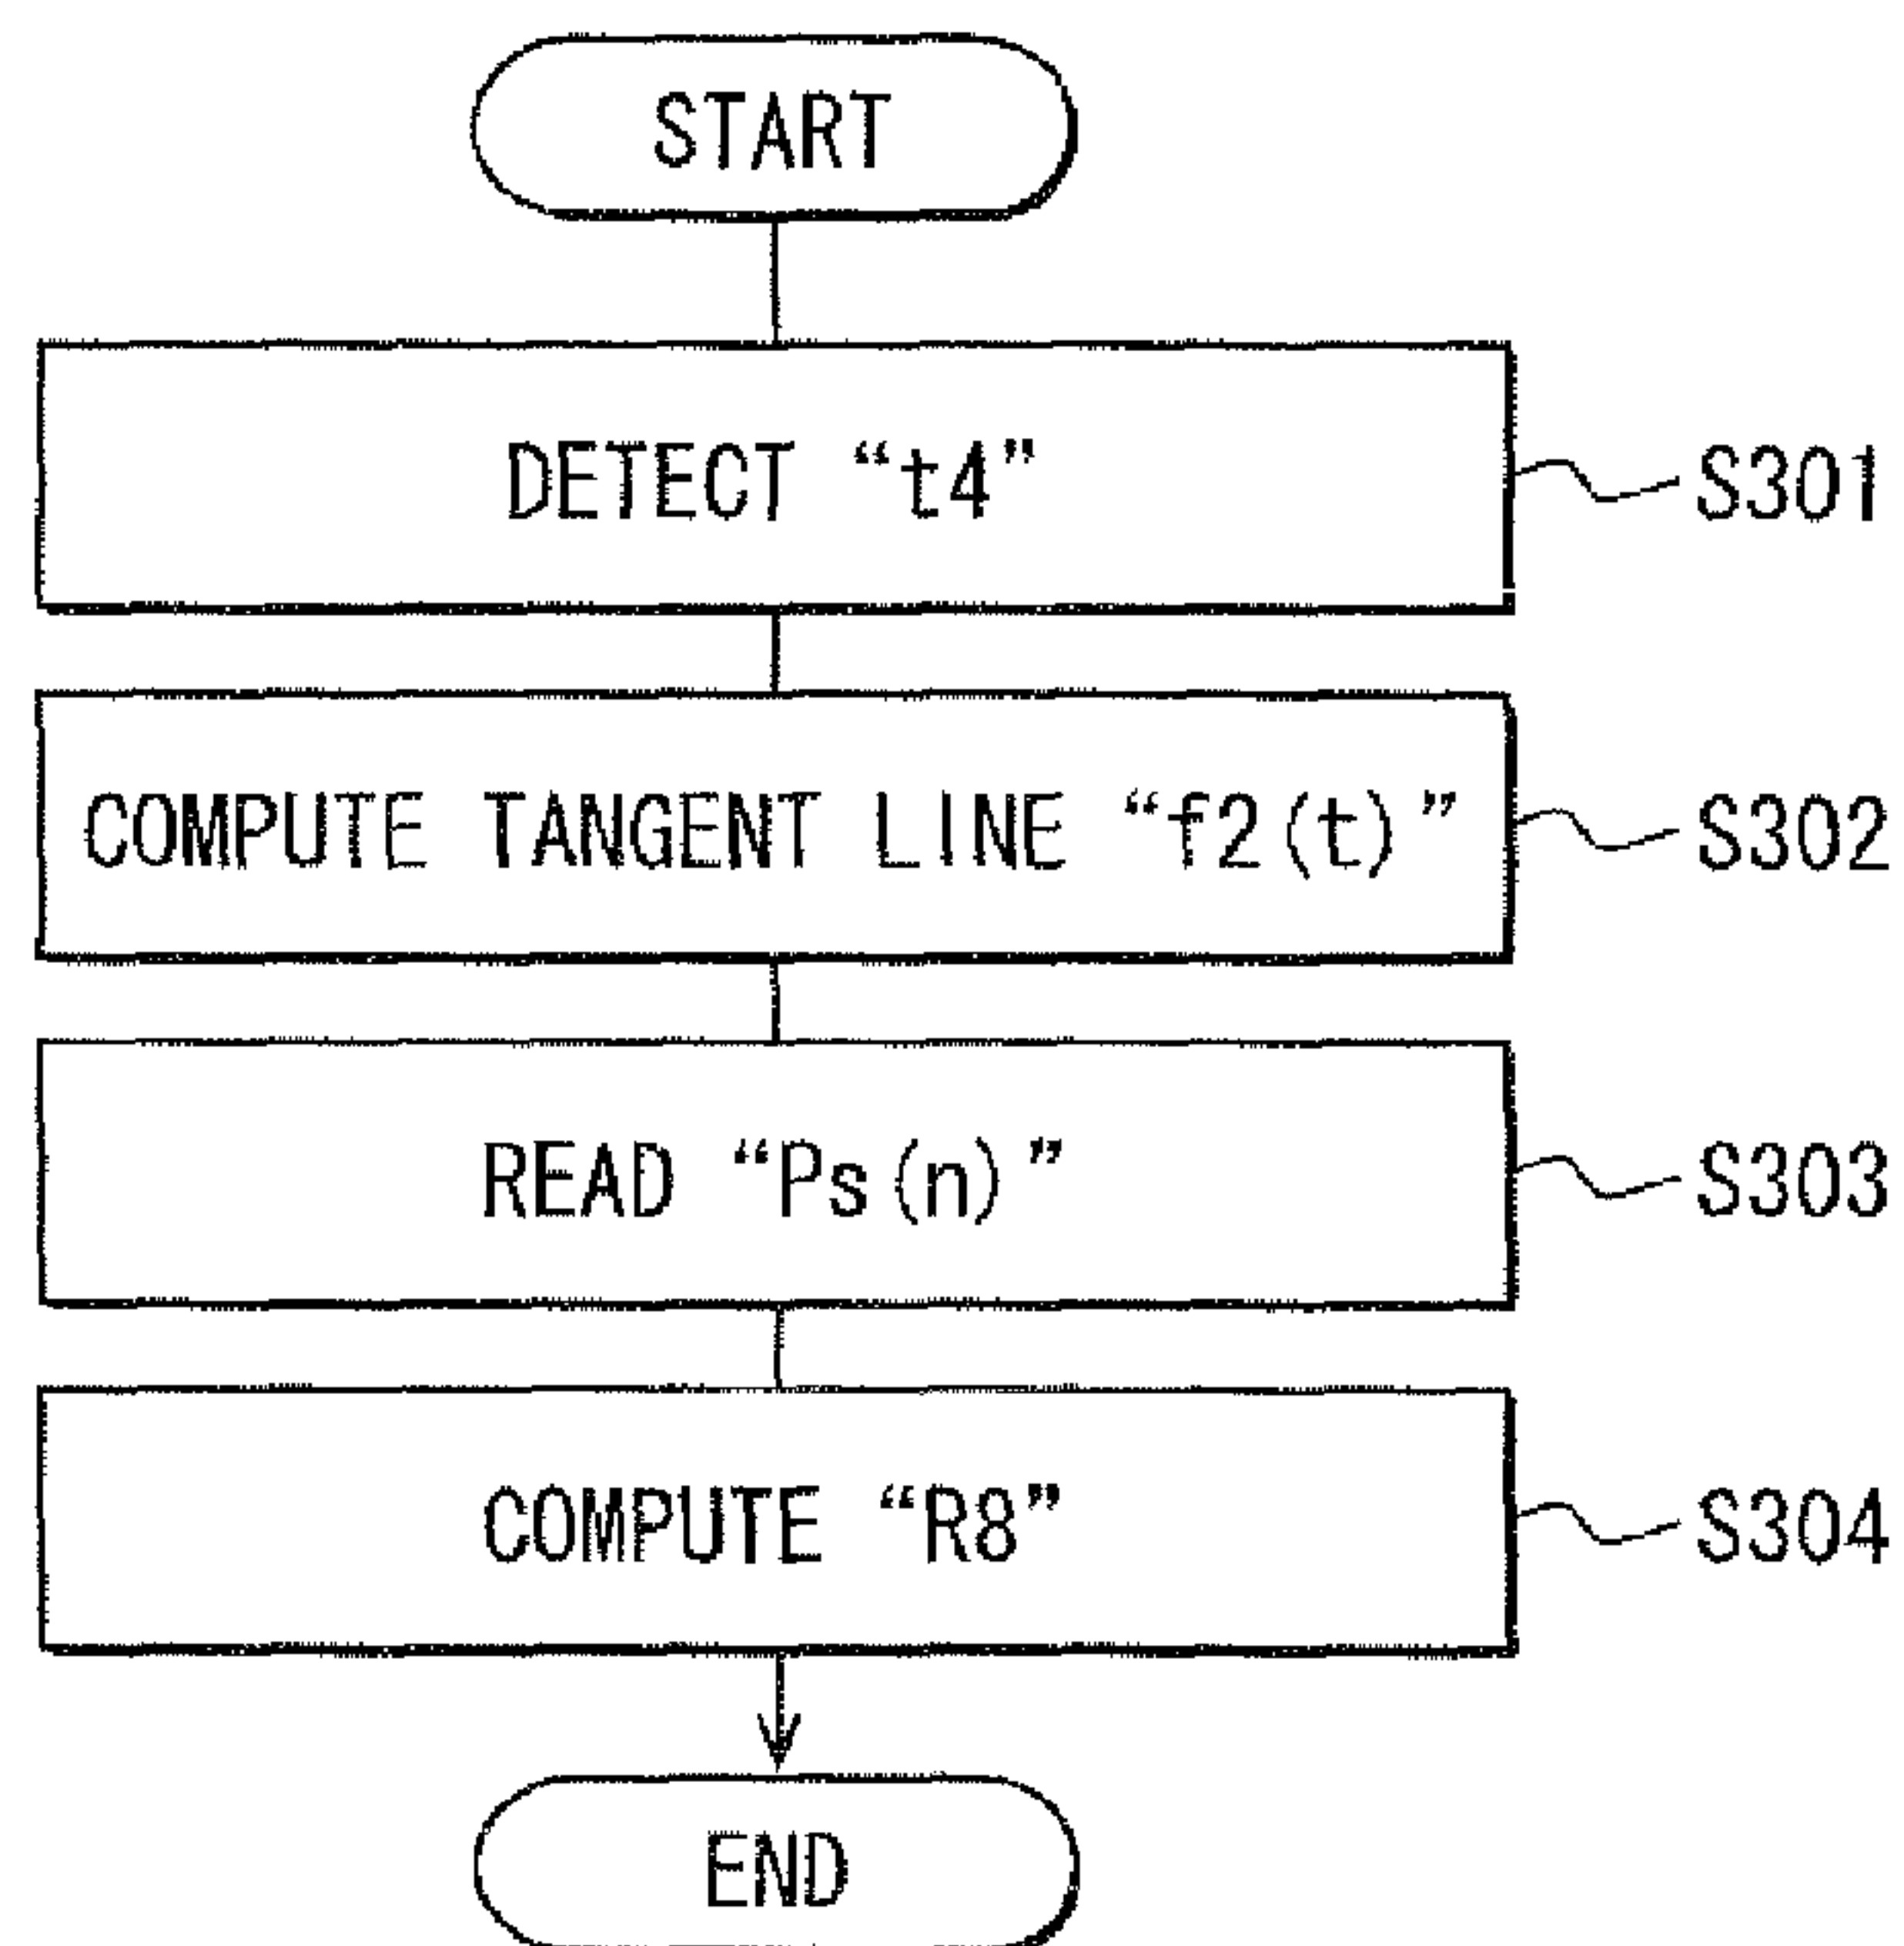 START
DETECT “t4”
S301
COMPUTE TANGENT LINE “f2(t)”
S302
READ “Ps(n)”
S303
COMPUTE “R8”
S304
END